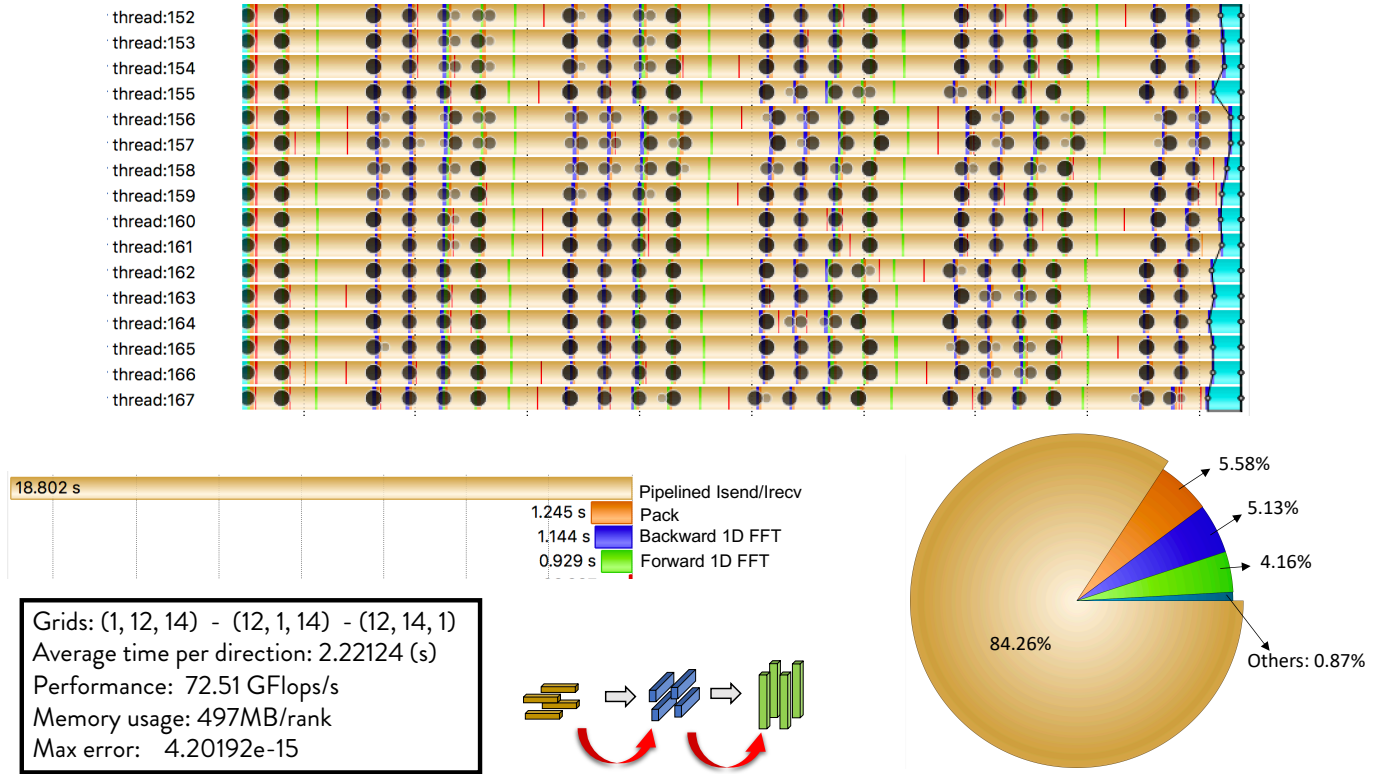 thread:152
thread:153
thread:154
thread:155
thread:156
thread:157
thread:158
thread:159
thread:160
thread:161
thread:162
thread:163
thread:164
thread:165
thread:166
thread:167
18.802 s
Pipelined Isend/Irecv
1.245 s
Pack
1.144 s
Backward 1D FFT
0.929 s
Forward 1D FFT
5.58%
5.13%
4.16%
84.26%
Others: 0.87%
Grids: (1, 12, 14) - (12, 1, 14) - (12, 14, 1)
Average time per direction: 2.22124 (s)
Performance: 72.51 GFlops/s
Memory usage: 497MB/rank
Max error: 4.20192e-15